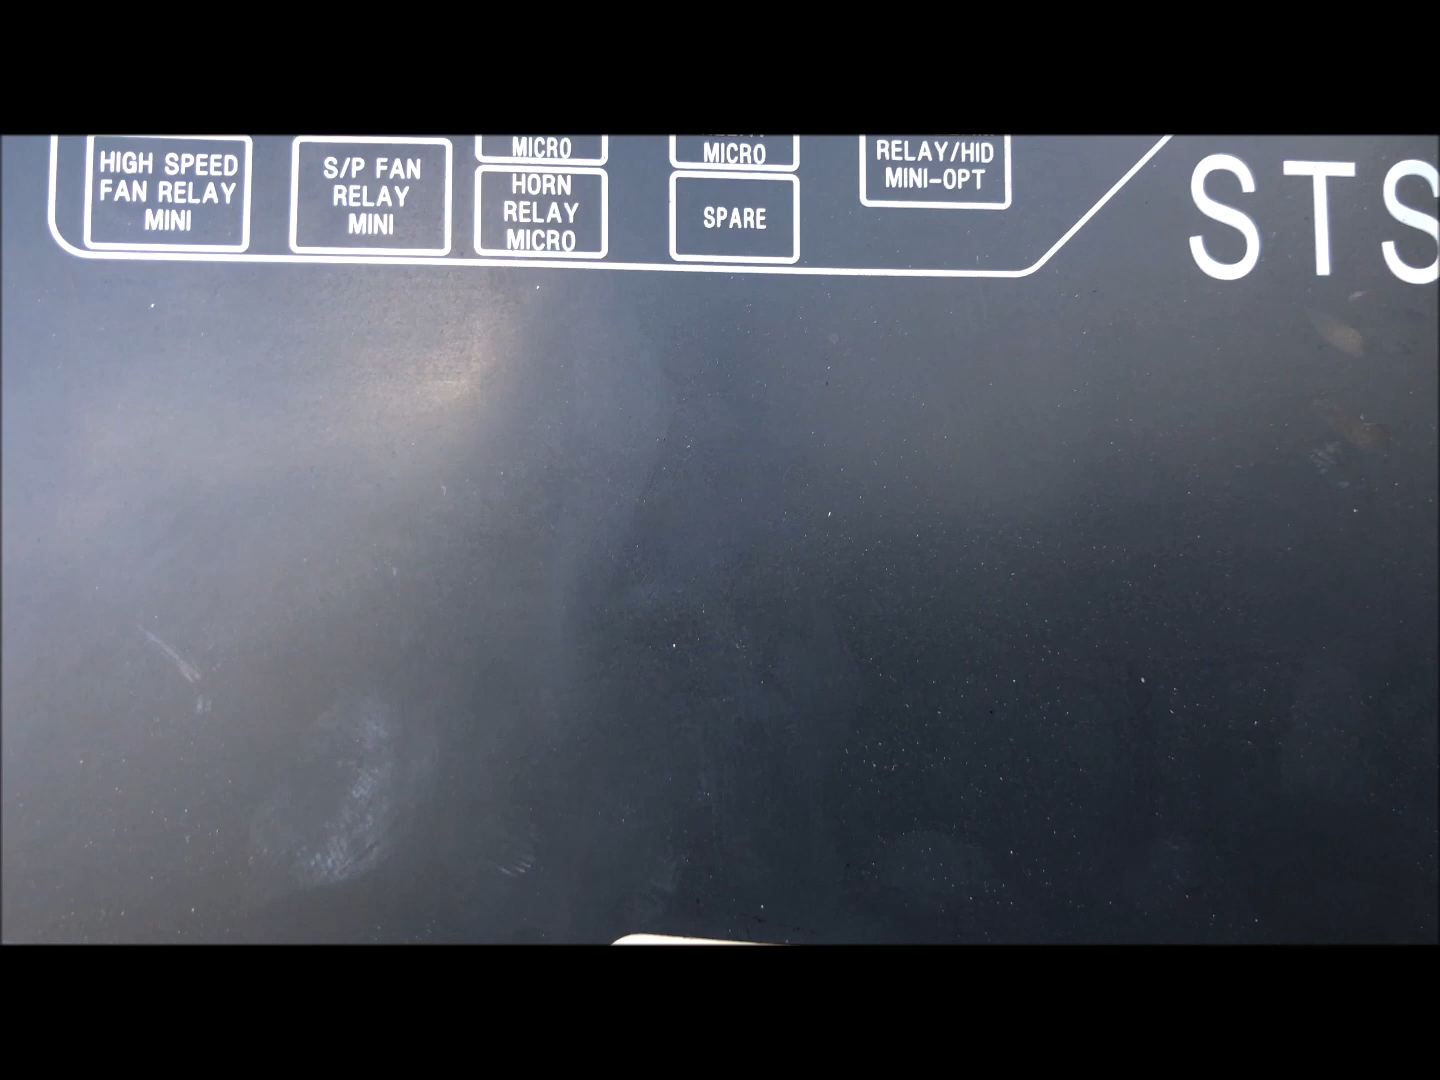 HIGH SPEED
FAN RELAY
MINI
S/P FAN
RELAY
MINI
MICRO
HORN
RELAY
MICRO
MICRO
SPARE
RELAY/HID
MINI-OPT
STS